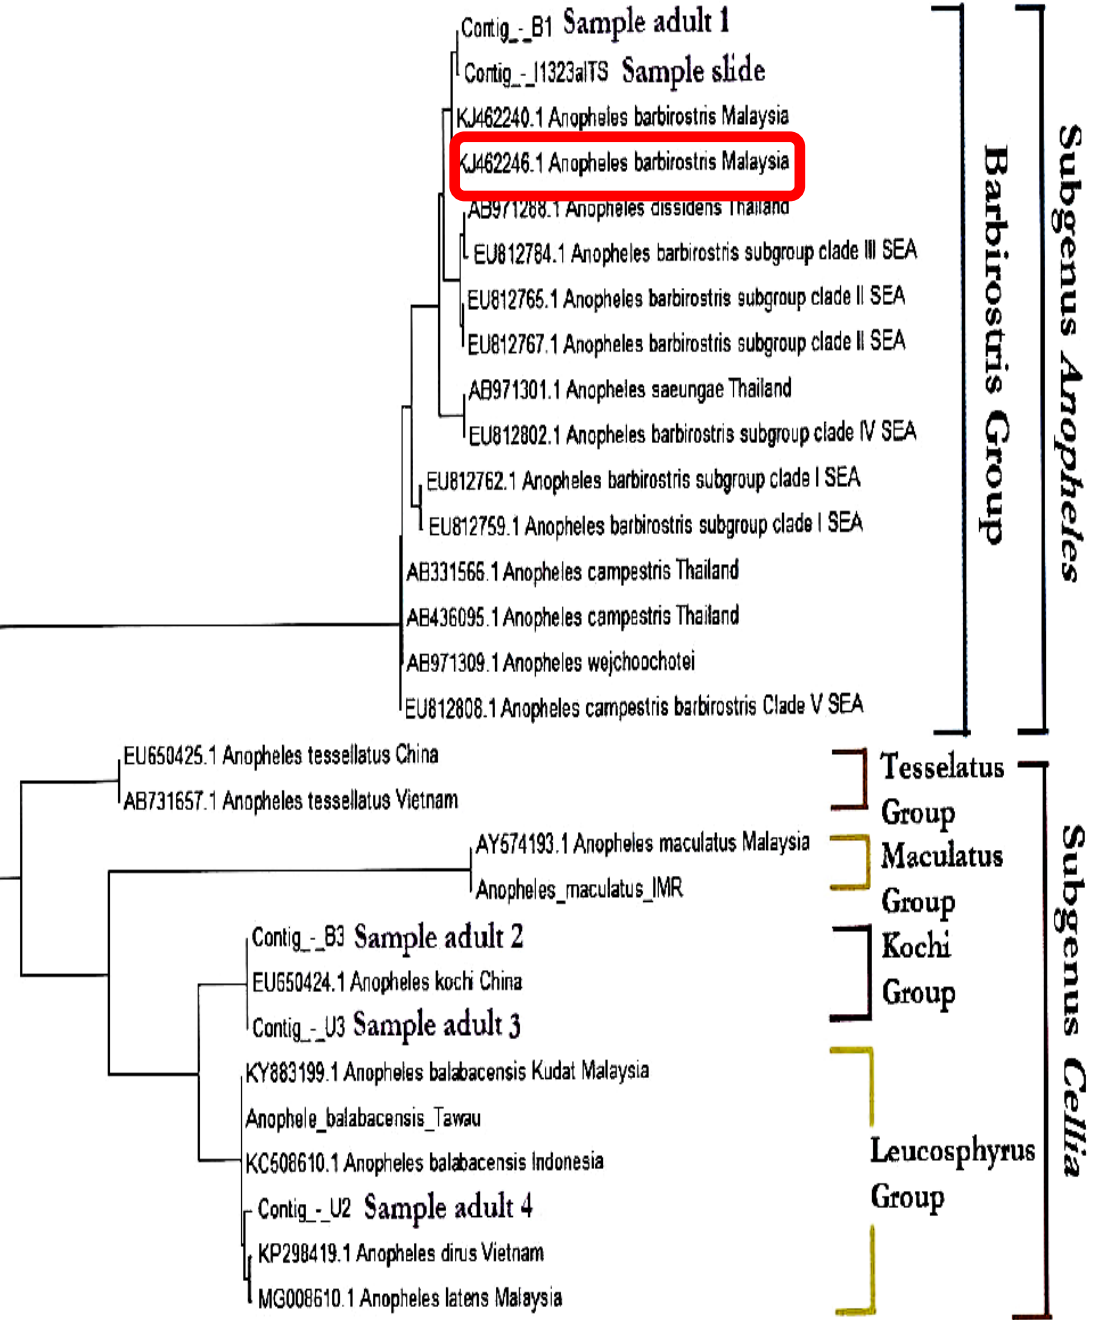 Contig_-_B1 Sample adult 1
Contig_-_I1323aITS Sample slide
KJ462240.1 Anopheles barbirostris Malaysia
KJ462246.1 Anopheles barbirostris Malaysia
AB971288.1 Anopheles dissidens Thailand
EU812784.1 Anopheles barbirostris subgroup clade III SEA
EU812765.1 Anopheles barbirostris subgroup clade II SEA
EU812767.1 Anopheles barbirostris subgroup clade II SEA
AB971301.1 Anopheles saeungae Thailand
EU812802.1 Anopheles barbirostris subgroup clade IV SEA
EU812762.1 Anopheles barbirostris subgroup clade I SEA
EU812759.1 Anopheles barbirostris subgroup clade I SEA
AB331566.1 Anopheles campestris Thailand
AB436095.1 Anopheles campestris Thailand
AB971309.1 Anopheles wejchoochotei
EU812808.1 Anopheles campestris barbirostris Clade V SEA
Barbirostris Group
Subgenus Anopheles
EU650425.1 Anopheles tessellatus China
AB731657.1 Anopheles tessellatus Vietnam
Tesselatus
Group
AY574193.1 Anopheles maculatus Malaysia
Anopheles_maculatus_IMR
Maculatus
Group
Contig_-_B3 Sample adult 2
EU650424.1 Anopheles kochi China
Contig_-_U3 Sample adult 3
Kochi
Group
KY883199.1 Anopheles balabacensis Kudat Malaysia
Anophele_balabacensis_Tawau
KC508610.1 Anopheles balabacensis Indonesia
Contig_-_U2 Sample adult 4
KP298419.1 Anopheles dirus Vietnam
MG008610.1 Anopheles latens Malaysia
Leucosphyrus
Group
Subgenus Cellia